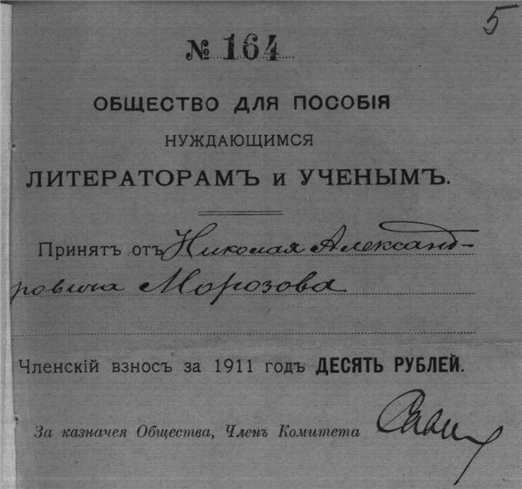 5
№ 164
ОБЩЕСТВО ДЛЯ ПОСОБІЯ
НУЖДАЮЩИМСЯ
ЛИТЕРАТОРАМЪ и УЧЕНЫМЪ.
Принятъ отъ Николая Александ-
ровича Морозова
Членскій взносъ за 1911 годъ ДЕСЯТЬ РУБЛЕЙ.
За казначея Общества, Членъ Комитета